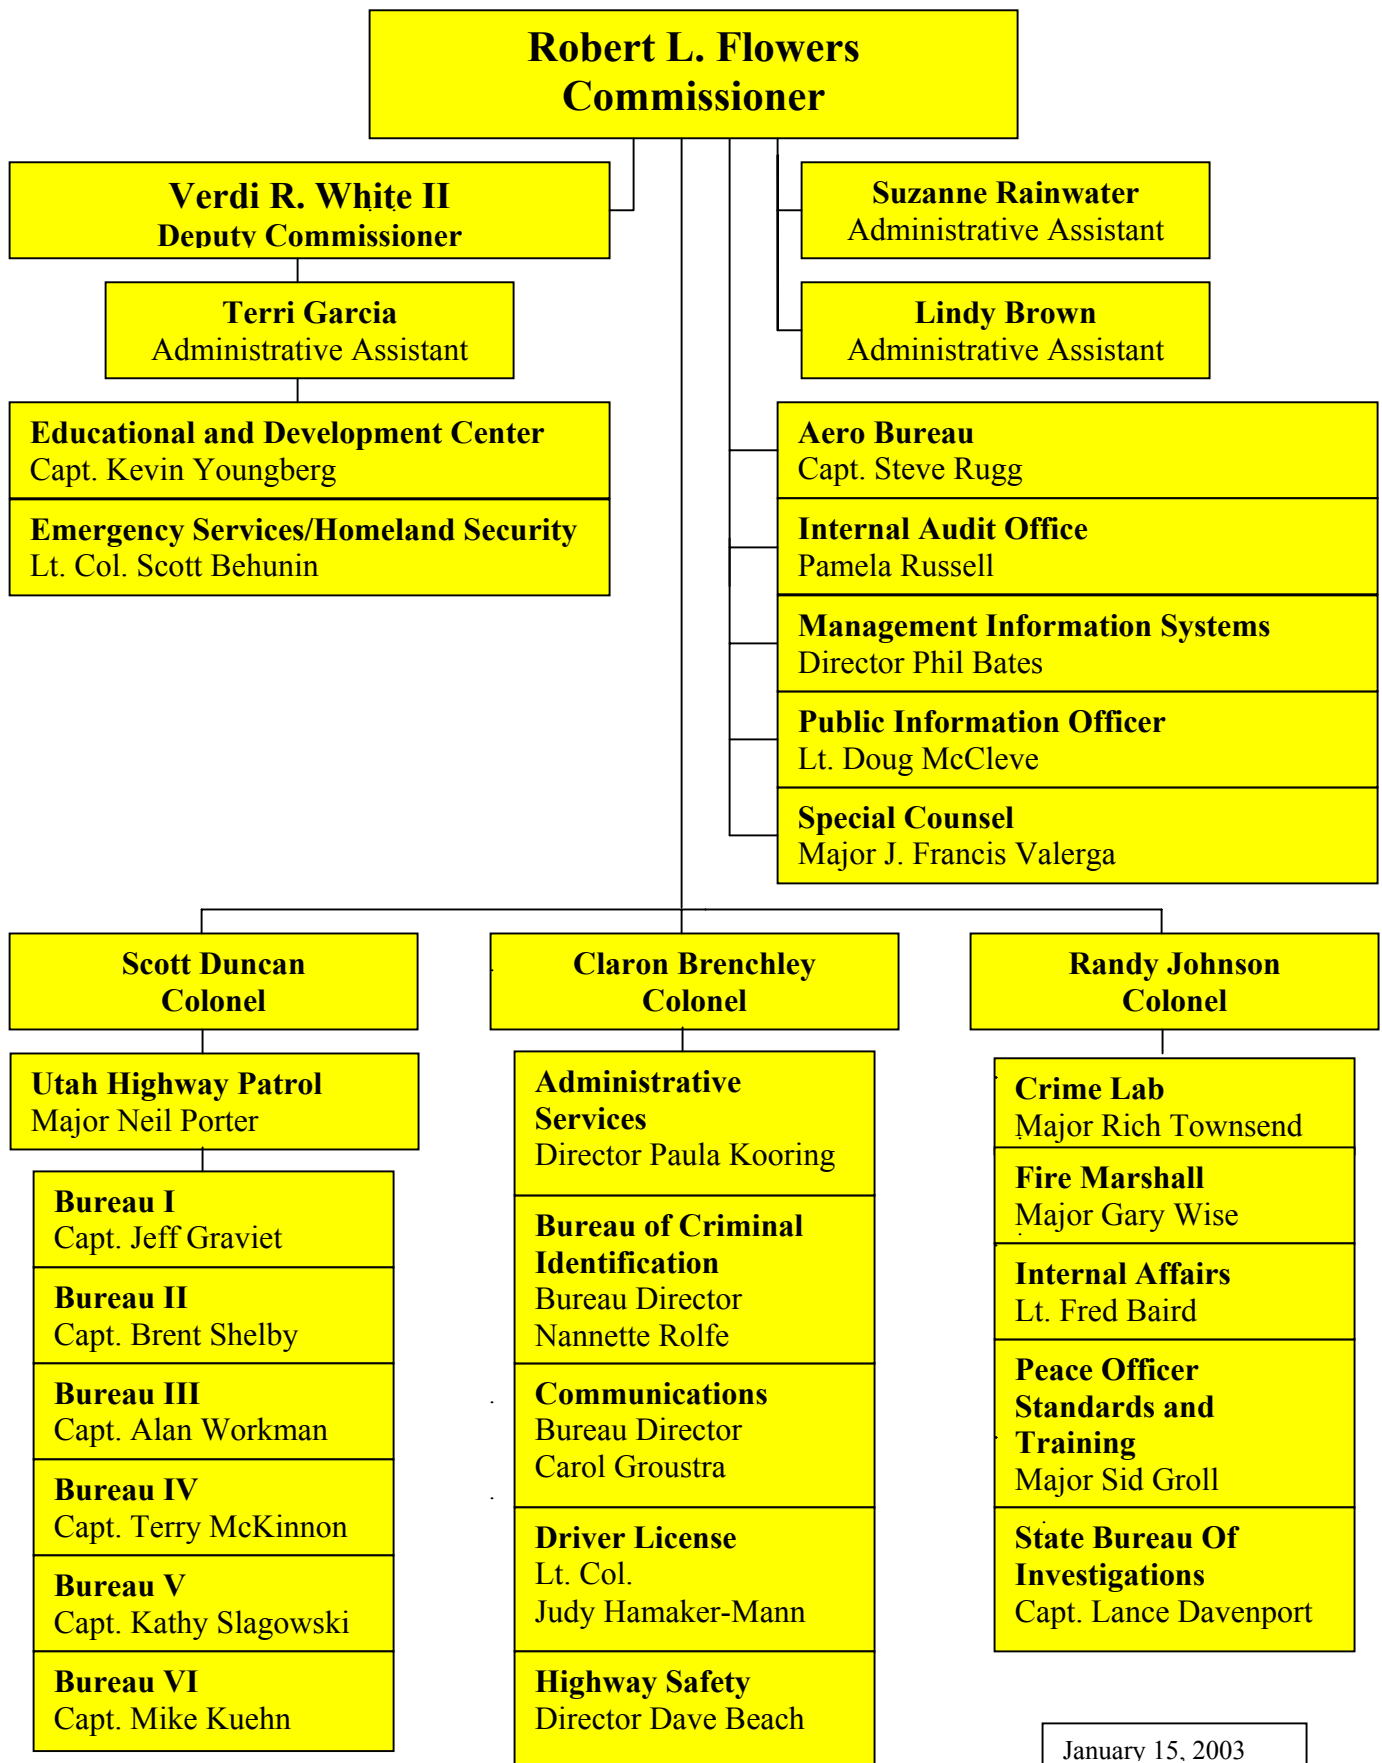 Robert L. Flowers
Commissioner
Verdi R. White II
Deputy Commissioner
Suzanne Rainwater
Administrative Assistant
Terri Garcia
Administrative Assistant
Lindy Brown
Administrative Assistant
Educational and Development Center
Capt. Kevin Youngberg
Emergency Services/Homeland Security
Lt. Col. Scott Behunin
Aero Bureau
Capt. Steve Rugg
Internal Audit Office
Pamela Russell
Management Information Systems
Director Phil Bates
Public Information Officer
Lt. Doug McCleve
Special Counsel
Major J. Francis Valerga
Scott Duncan
Colonel
Utah Highway Patrol
Major Neil Porter
Bureau I
Capt. Jeff Graviet
Bureau II
Capt. Brent Shelby
Bureau III
Capt. Alan Workman
Bureau IV
Capt. Terry McKinnon
Bureau V
Capt. Kathy Slagowski
Bureau VI
Capt. Mike Kuehn
Claron Brenchley
Colonel
Administrative
Services
Director Paula Kooring
Bureau of Criminal
Identification
Bureau Director
Nannette Rolfe
Communications
Bureau Director
Carol Groustra
Driver License
Lt. Col.
Judy Hamaker-Mann
Highway Safety
Director Dave Beach
Randy Johnson
Colonel
Crime Lab
Major Rich Townsend
Fire Marshall
Major Gary Wise
Internal Affairs
Lt. Fred Baird
Peace Officer
Standards and
Training
Major Sid Groll
State Bureau Of
Investigations
Capt. Lance Davenport
January 15, 2003